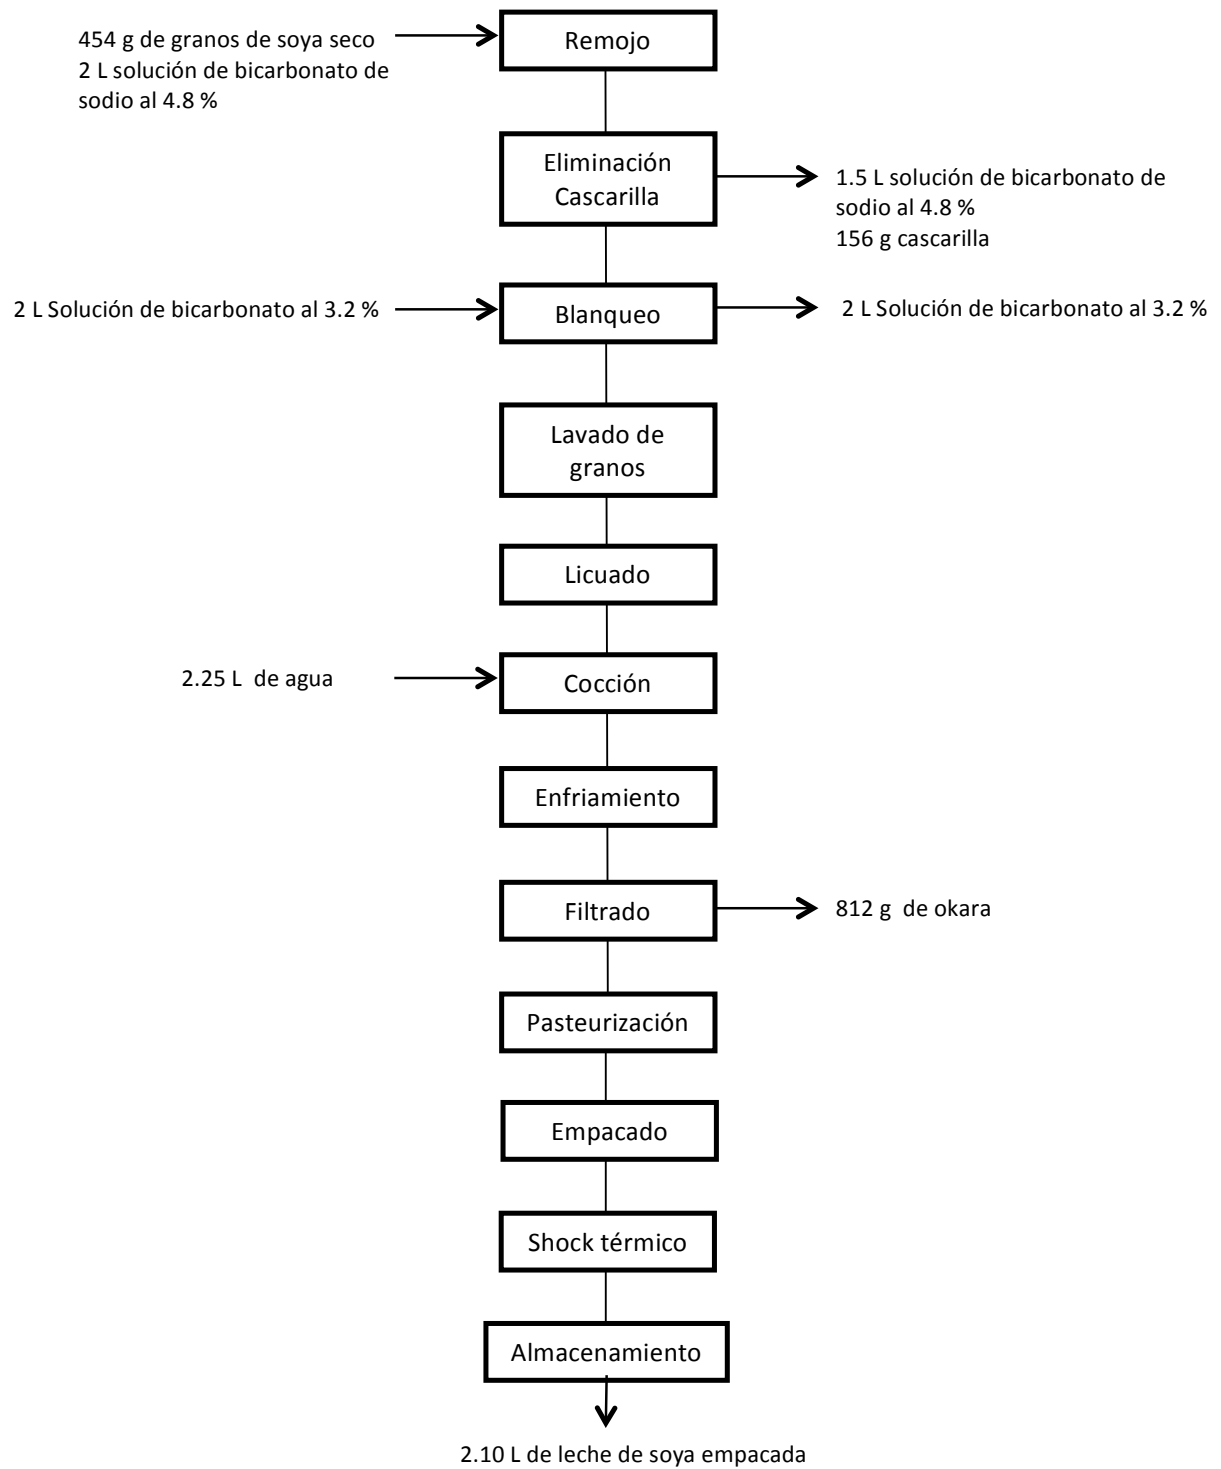 454 g de granos de soya seco
2 L solución de bicarbonato de
sodio al 4.8 %
Remojo
Eliminación
Cascarilla
1.5 L solución de bicarbonato de
sodio al 4.8 %
156 g cascarilla
2 L Solución de bicarbonato al 3.2 %
Blanqueo
2 L Solución de bicarbonato al 3.2 %
Lavado de
granos
Licuado
2.25 L de agua
Cocción
Enfriamiento
Filtrado
812 g de okara
Pasteurización
Empacado
Shock térmico
Almacenamiento
2.10 L de leche de soya empacada